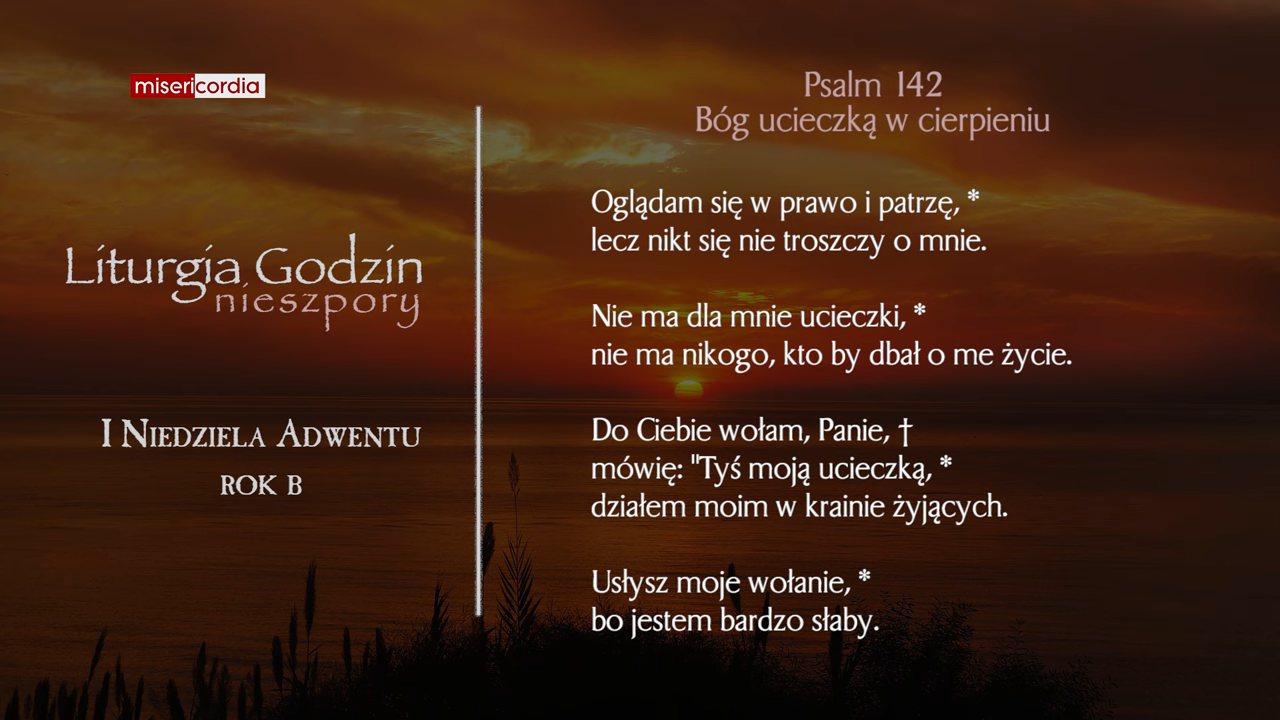 misericordia
Liturgia Godzin
nieszpory
I Niedziela Adwentu
rok B
Psalm 142
Bóg ucieczką w cierpieniu
Oglądam się w prawo i patrzę, *
lecz nikt się nie troszczy o mnie.
Nie ma dla mnie ucieczki, *
nie ma nikogo, kto by dbał o me życie.
Do Ciebie wołam, Panie, †
mówię: "Tyś moją ucieczką, *
działem moim w krainie żyjących.
Usłysz moje wołanie, *
bo jestem bardzo słaby.